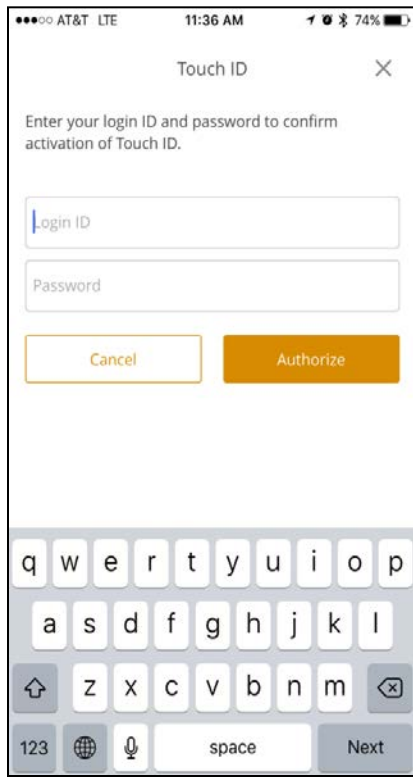 AT&T LTE 11:36 AM 74%
Touch ID
Enter your login ID and password to confirm
activation of Touch ID.
Login ID
Password
Cancel Authorize
q w e r t y u i o p
a s d f g h j k l
z x c v b n m
123 space Next